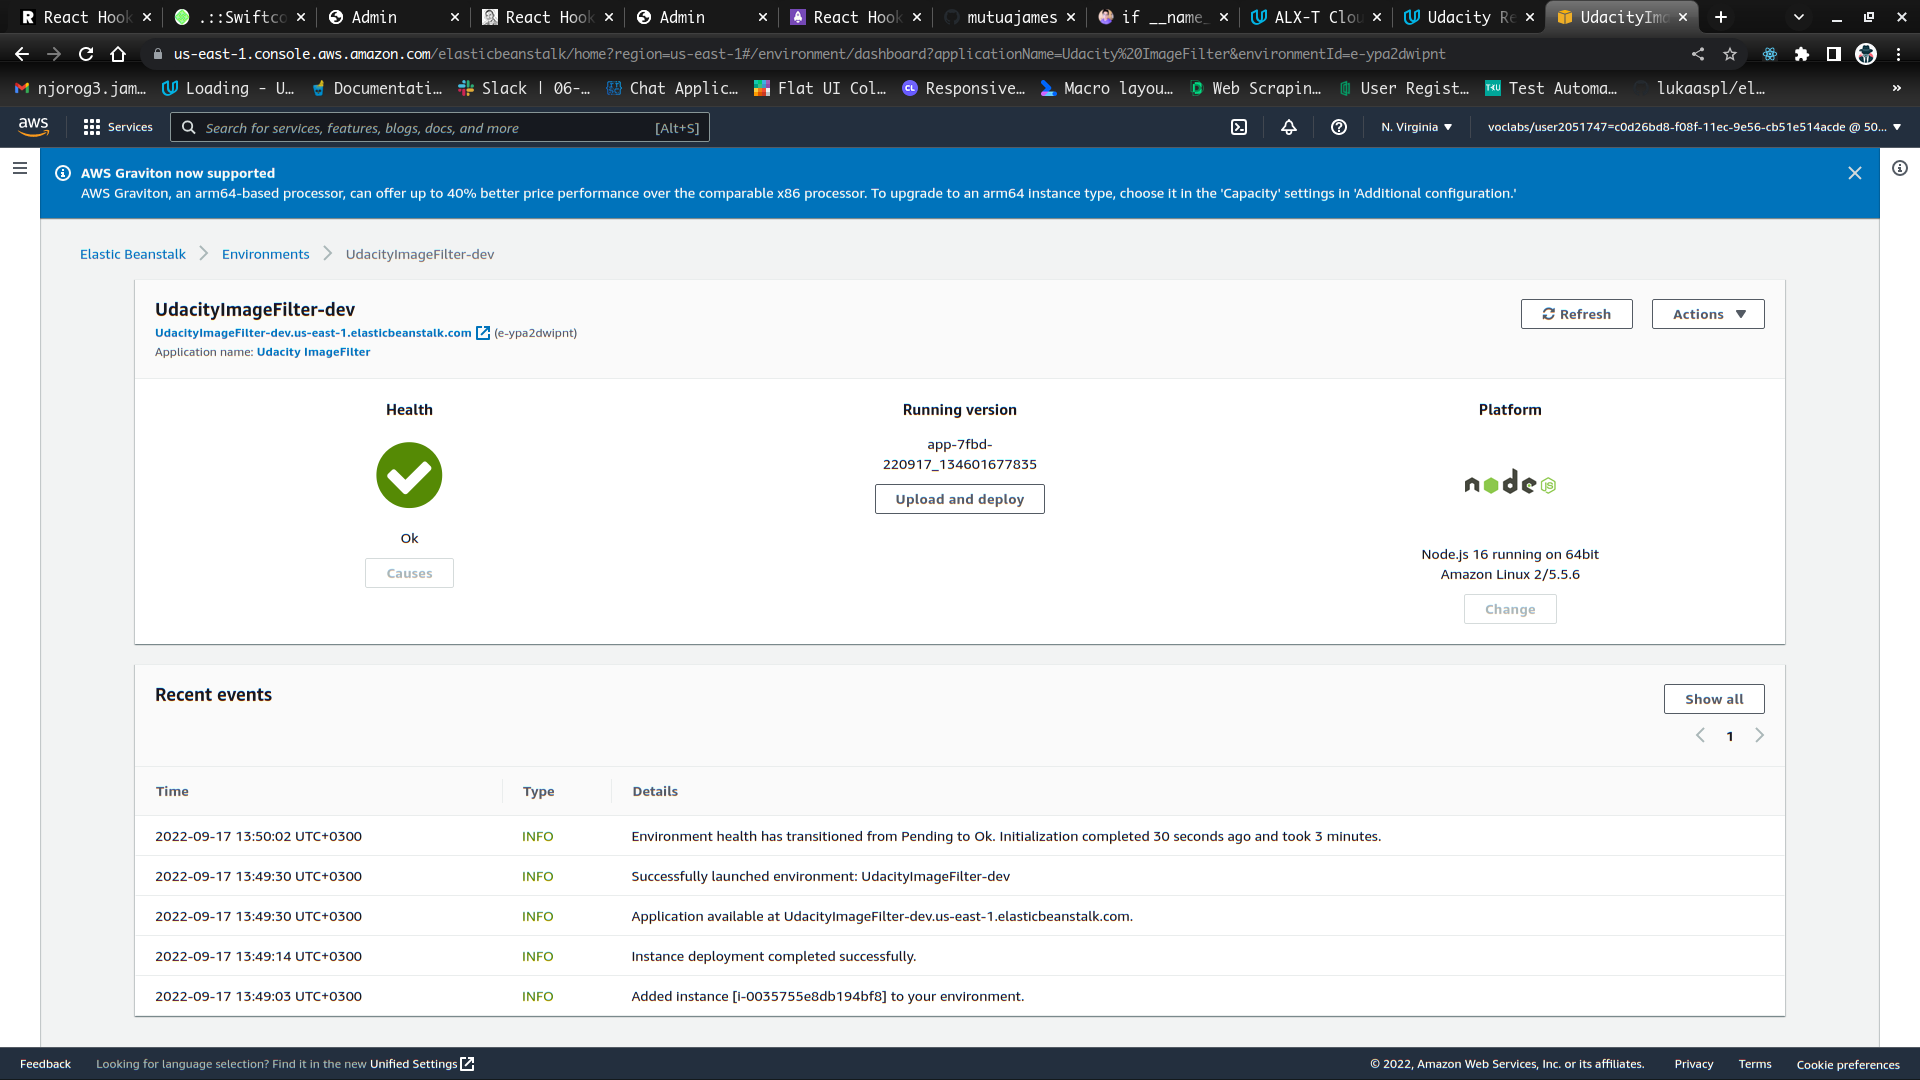 React Hook
.::Swiftco
Admin
React Hook
Admin
React Hook
mutuajames
if __name_
ALX-T Clou
Udacity Re
UdacityIma
us-east-1.console.aws.amazon.com/elasticbeanstalk/home?region=us-east-1#/environment/dashboard?applicationName=Udacity%20ImageFilter&environmentId=e-ypa2dwipnt
njorog3.jam…
Loading - U…
Documentati…
Slack | 06-…
Chat Applic…
Flat UI Col…
CL
Responsive…
Macro layou…
Web Scrapin…
User Regist…
Test Automa…
lukaaspl/el…
»
aws
Services
Search for services, features, blogs, docs, and more
[Alt+S]
N. Virginia
voclabs/user2051747=c0d26bd8-f08f-11ec-9e56-cb51e514acde @ 50...
AWS Graviton now supported
AWS Graviton, an arm64-based processor, can offer up to 40% better price performance over the comparable x86 processor. To upgrade to an arm64 instance type, choose it in the 'Capacity' settings in 'Additional configuration.'
Elastic Beanstalk
Environments
UdacityImageFilter-dev
UdacityImageFilter-dev
UdacityImageFilter-dev.us-east-1.elasticbeanstalk.com (e-ypa2dwipnt)
Application name: Udacity ImageFilter
Refresh
Actions
Health
Ok
Causes
Running version
app-7fbd-
220917_134601677835
Upload and deploy
Platform
node JS
Node.js 16 running on 64bit
Amazon Linux 2/5.5.6
Change
Recent events
Show all
1
Time
Type
Details
2022-09-17 13:50:02 UTC+0300
INFO
Environment health has transitioned from Pending to Ok. Initialization completed 30 seconds ago and took 3 minutes.
2022-09-17 13:49:30 UTC+0300
INFO
Successfully launched environment: UdacityImageFilter-dev
2022-09-17 13:49:30 UTC+0300
INFO
Application available at UdacityImageFilter-dev.us-east-1.elasticbeanstalk.com.
2022-09-17 13:49:14 UTC+0300
INFO
Instance deployment completed successfully.
2022-09-17 13:49:03 UTC+0300
INFO
Added instance [i-0035755e8db194bf8] to your environment.
Feedback
Looking for language selection? Find it in the new Unified Settings
© 2022, Amazon Web Services, Inc. or its affiliates.
Privacy
Terms
Cookie preferences